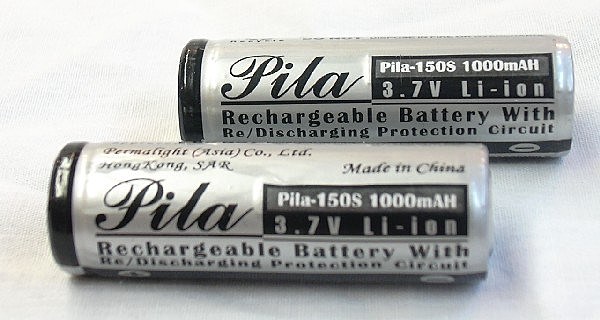 Pila
Pila-150S 1000mAH
3.7V Li-ion
Rechargeable Battery With
Re/Discharging Protection Circuit
Permalight (Asia) Co., Ltd.
HongKong, SAR
Made in China
Pila
Pila-150S 1000mAH
3.7V Li-ion
Rechargeable Battery With
Re/Discharging Protection Circuit